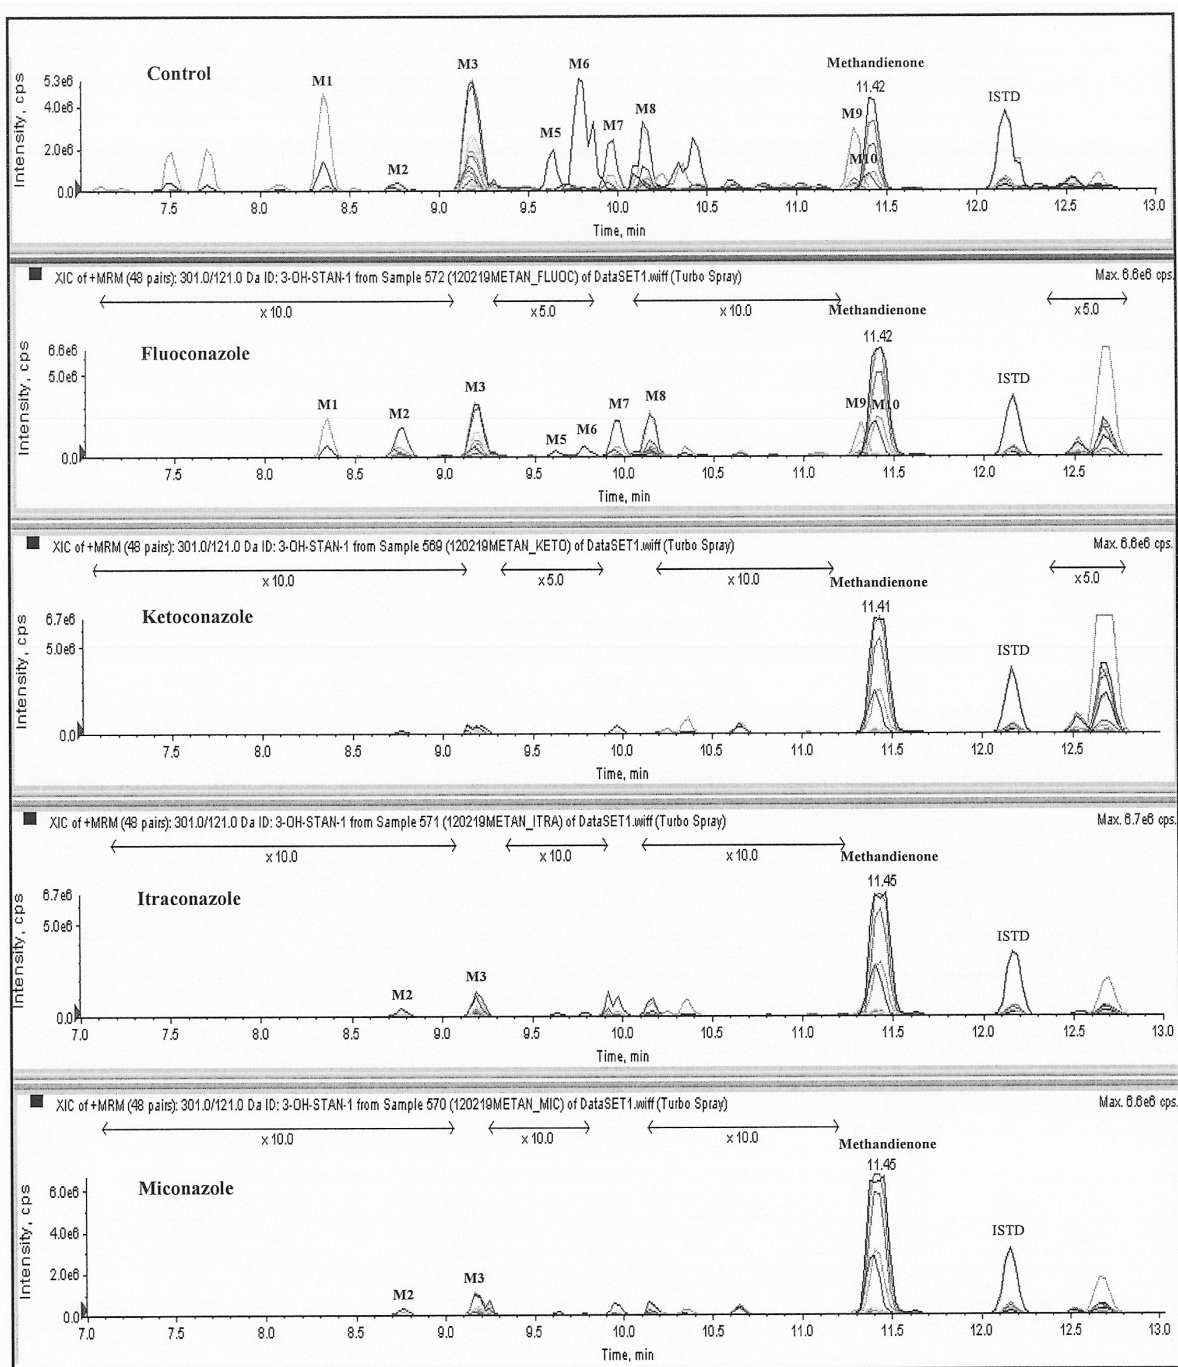 Control
M1
M2
M3
M5
M6
M7
M8
Methandienone
11.42
M9
M10
ISTD
Intensity, cps
5.3e6
4.0e6
2.0e6
0.0
7.5 8.0 8.5 9.0 9.5 10.0 10.5 11.0 11.5 12.0 12.5 13.0
Time, min
XIC of +MRM (48 pairs): 301.0/121.0 Da ID: 3-OH-STAN-1 from Sample 572 (120219METAN_FLUOC) of DataSET1.wiff (Turbo Spray) Max. 6.6e6 cps.
x 10.0 x 5.0 x 10.0 x5.0
Methandienone
11.42
Fluoconazole
M1
M2
M3
M5
M6
M7
M8
M9
M10
ISTD
Intensity, cps
6.6e6
5.0e6
0.0
7.5 8.0 8.5 9.0 9.5 10.0 10.5 11.0 11.5 12.0 12.5
Time, min
XIC of +MRM (48 pairs): 301.0/121.0 Da ID: 3-OH-STAN-1 from Sample 569 (120219METAN_KETO) of DataSET1.wiff (Turbo Spray) Max. 6.6e6 cps.
x 10.0 x 5.0 x 10.0 x5.0
Methandienone
11.41
Ketoconazole
ISTD
Intensity, cps
6.7e6
5.0e6
0.0
7.5 8.0 8.5 9.0 9.5 10.0 10.5 11.0 11.5 12.0 12.5
Time, min
XIC of +MRM (48 pairs): 301.0/121.0 Da ID: 3-OH-STAN-1 from Sample 571 (120219METAN_ITRA) of DataSET1.wiff (Turbo Spray) Max. 6.7e6 cps.
x 10.0 x 10.0 x 10.0
Methandienone
11.45
Itraconazole
M2
M3
ISTD
Intensity, cps
6.7e6
5.0e6
0.0
7.0 7.5 8.0 8.5 9.0 9.5 10.0 10.5 11.0 11.5 12.0 12.5 13.0
Time, min
XIC of +MRM (48 pairs): 301.0/121.0 Da ID: 3-OH-STAN-1 from Sample 570 (120219METAN_MIC) of DataSET1.wiff (Turbo Spray) Max. 6.6e6 cps.
x 10.0 x 10.0 x 10.0
Methandienone
11.45
Miconazole
M2
M3
ISTD
Intensity, cps
6.0e6
4.0e6
2.0e6
0.0
7.0 7.5 8.0 8.5 9.0 9.5 10.0 10.5 11.0 11.5 12.0 12.5 13.0
Time, min